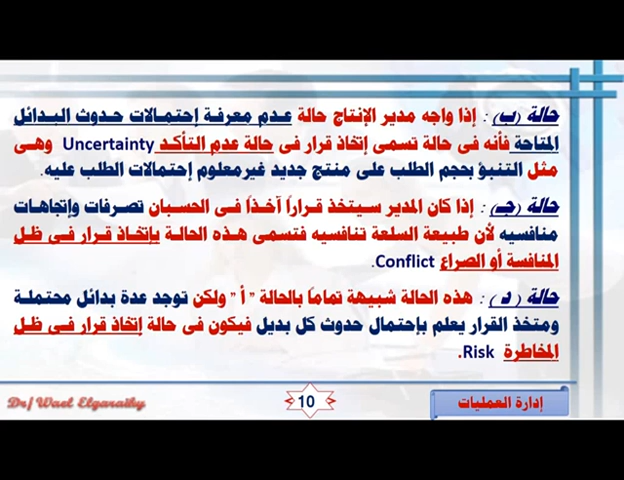 حالة (ب) : إذا واجه مدير الإنتاج حالة عدم معرفة إحتمالات حدوث البدائل
المتاحة فأنه فى حالة تسمى إتخاذ قرار فى حالة عدم التأكد Uncertainty وهى
مثل التنبؤ بحجم الطلب على منتج جديد غير معلوم إحتمالات الطلب عليه.
حالة (جـ) : إذا كان المدير سيتخذ قراراً آخذاً فى الحسبان تصرفات وإتجاهات
منافسيه لأن طبيعة السلعة تنافسيه فتسمى هذه الحالة بإتخاذ قرار فى ظل
المنافسة أو الصراع Conflict.
حالة ( د ) : هذه الحالة شبيهة تماماً بالحالة " أ " ولكن توجد عدة بدائل محتملة
ومتخذ القرار يعلم بإحتمال حدوث كل بديل فيكون فى حالة إتخاذ قرار فى ظل
المخاطرة Risk.
إدارة العمليات
10
Dr/ Wael Elgaraihy